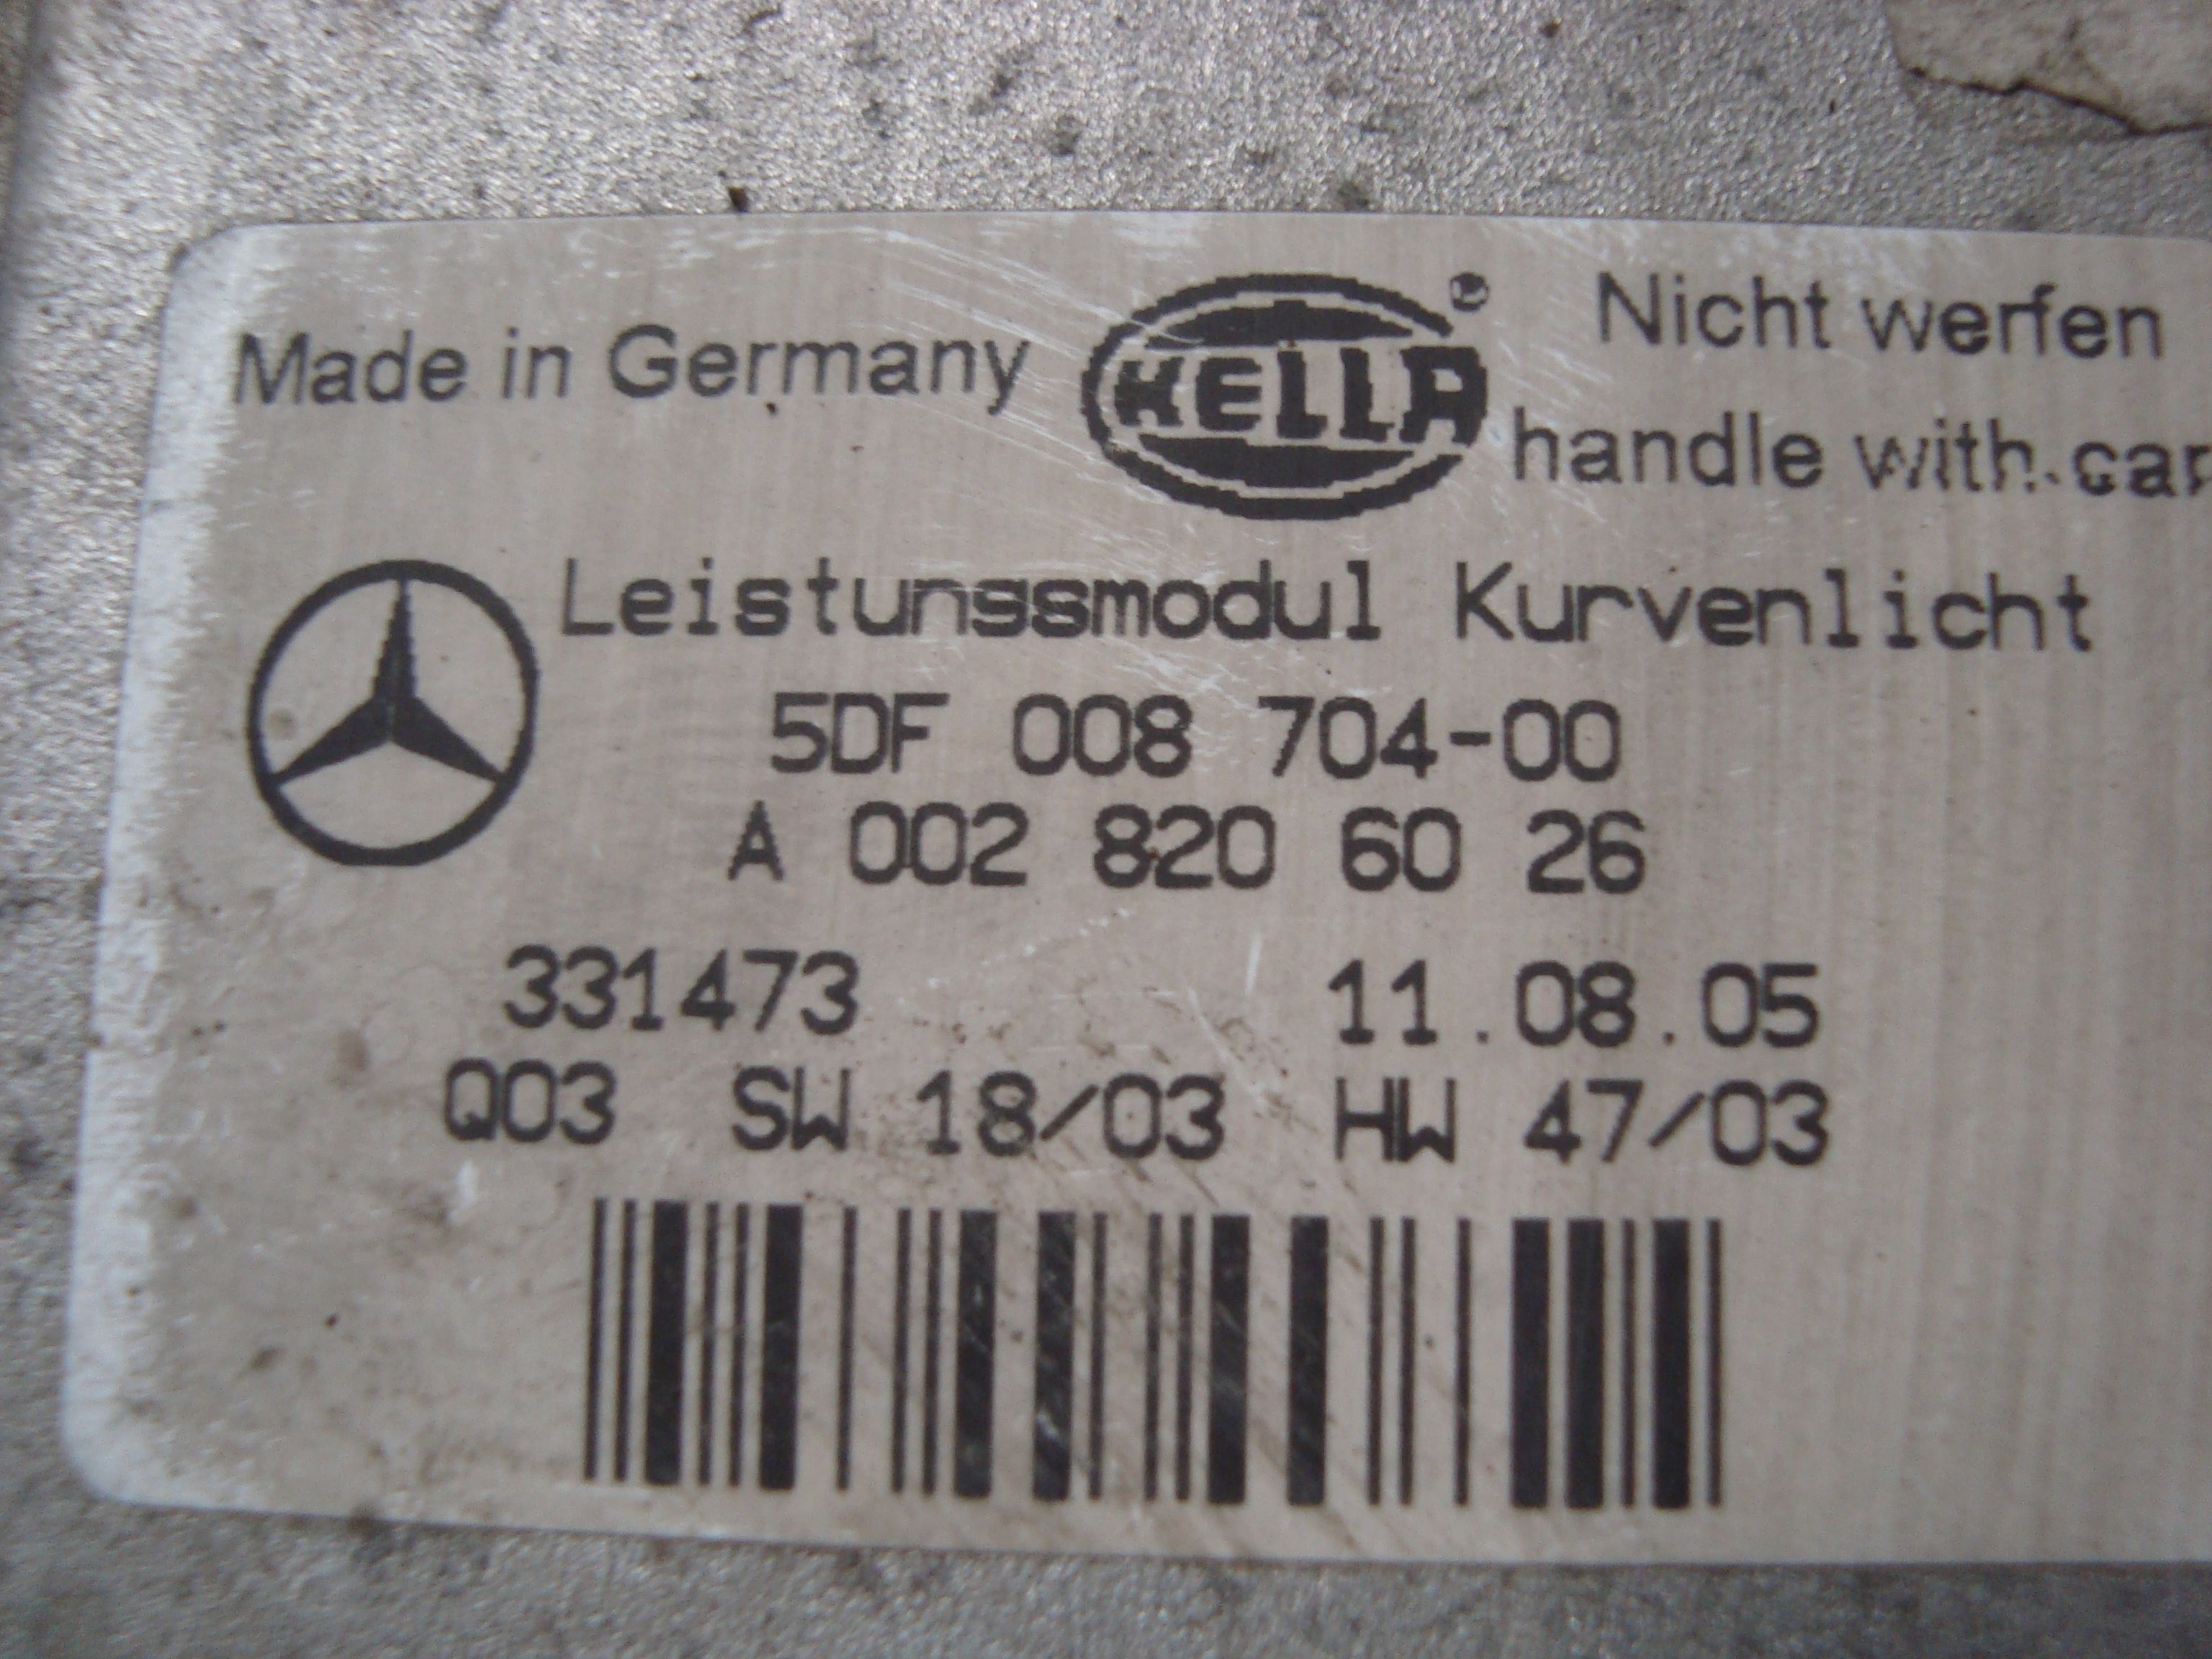 Made in Germany
HELLA
Nicht werfen
handle with car
Leistungsmodul Kurvenlicht
5DF 008 704-00
A 002 820 60 26
331473 11.08.05
Q03 SW 18/03 HW 47/03